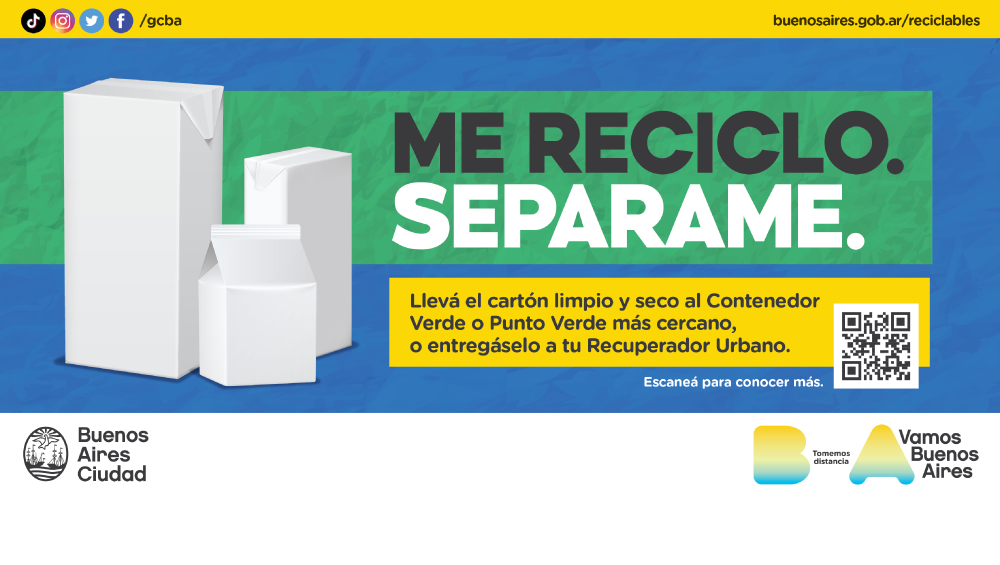 /gcba
buenosaires.gob.ar/reciclables
ME RECICLO.
SEPARAME.
Llevá el cartón limpio y seco al Contenedor
Verde o Punto Verde más cercano,
o entregáselo a tu Recuperador Urbano.
Escaneá para conocer más.
Buenos
Aires
Ciudad
BA
Tomemos
distancia
Vamos
Buenos
Aires